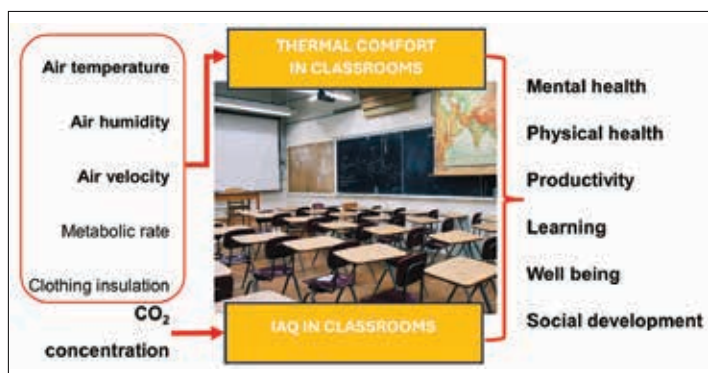 Air temperature
Air humidity
Air velocity
Metabolic rate
Clothing insulation
CO₂
concentration
THERMAL COMFORT
IN CLASSROOMS
IAQ IN CLASSROOMS
Mental health
Physical health
Productivity
Learning
Well being
Social development